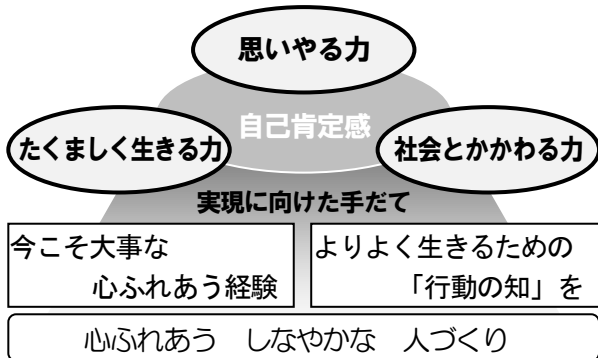 思いやる力
自己肯定感
たくましく生きる力
社会とかかわる力
実現に向けた手だて
今こそ大事な
心ふれあう経験
よりよく生きるための
「行動の知」を
心ふれあう　しなやかな　人づくり